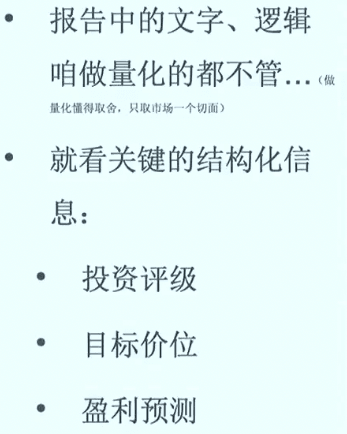 • 报告中的文字、逻辑
咱做量化的都不管…（做
量化懂得取舍，只取市场一个切面）
• 就看关键的结构化信
息：
• 投资评级
• 目标价位
• 盈利预测